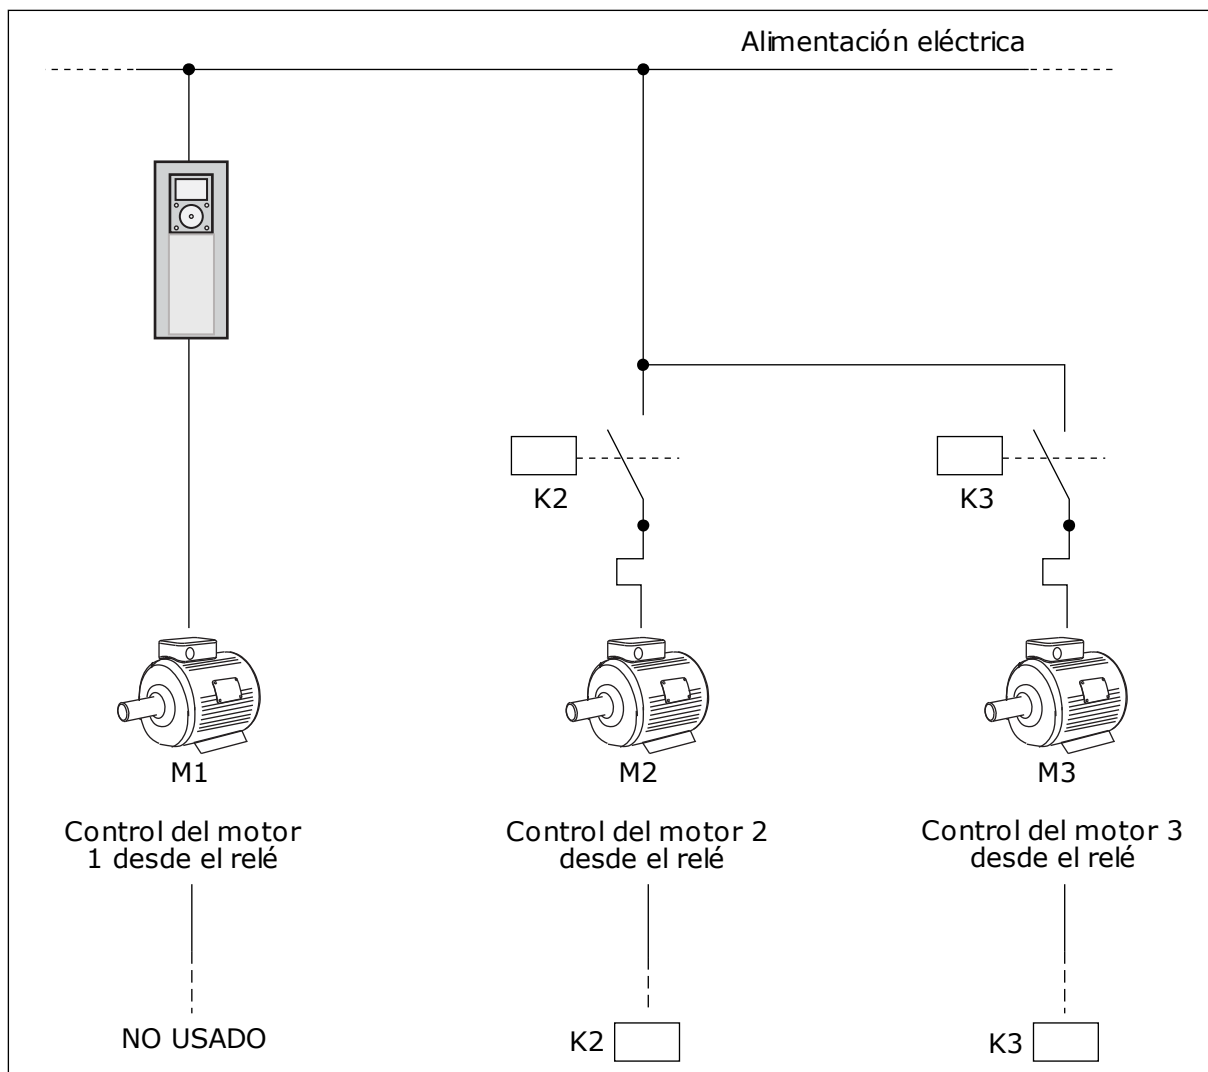 Alimentación eléctrica
K2
K3
M1
M2
M3
Control del motor
1 desde el relé
Control del motor 2
desde el relé
Control del motor 3
desde el relé
NO USADO
K2
K3